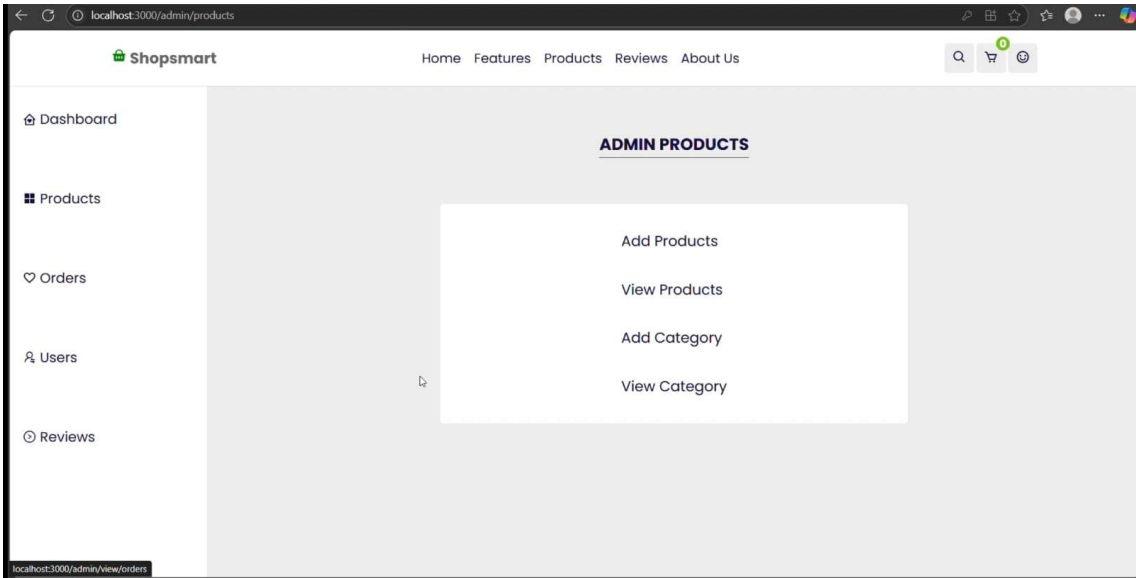 localhost:3000/admin/products
Shopsmart
Home Features Products Reviews About Us
0
Dashboard
ADMIN PRODUCTS
Products
Add Products
View Products
Orders
Add Category
Users
View Category
Reviews
localhost:3000/admin/view/orders